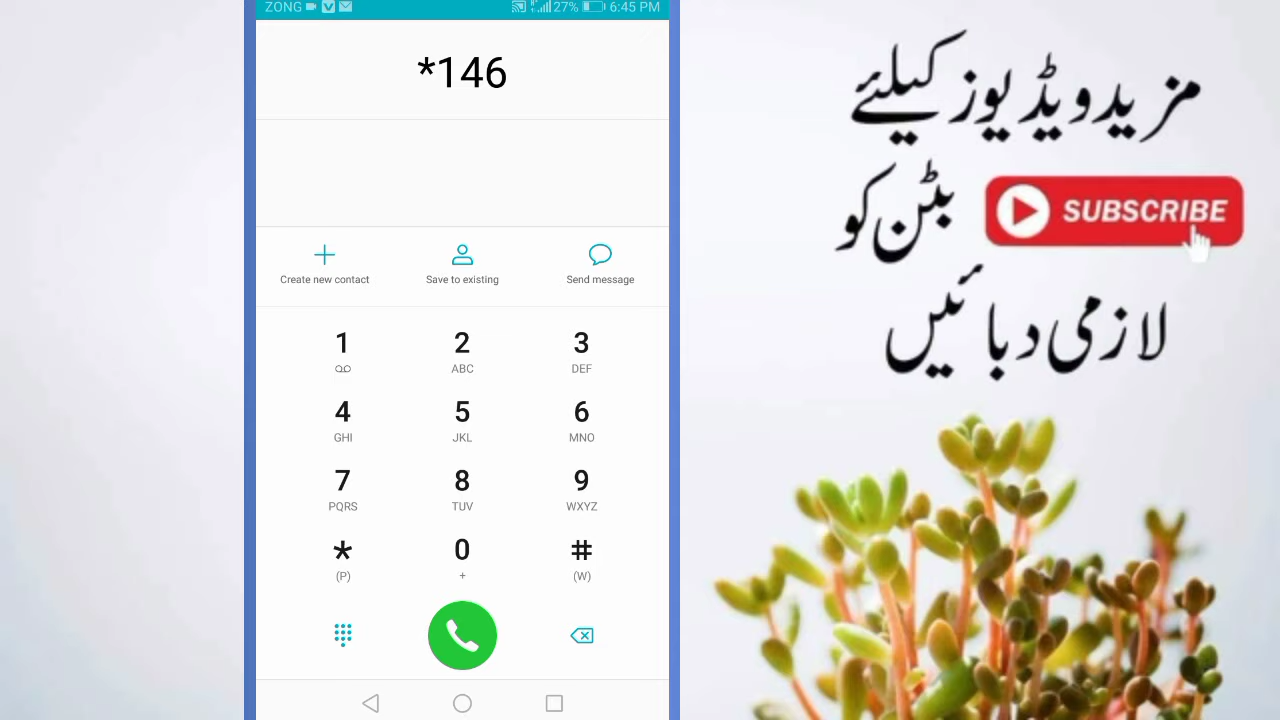 ZONG 27% 6:45 PM
*146
Create new contact Save to existing Send message
1 2 3
ABC DEF
4 5 6
GHI JKL MNO
7 8 9
PQRS TUV WXYZ
* 0 #
(P) + (W)
مزید ویڈیوز کیلئے
SUBSCRIBE بٹن کو
لازمی دبائیں